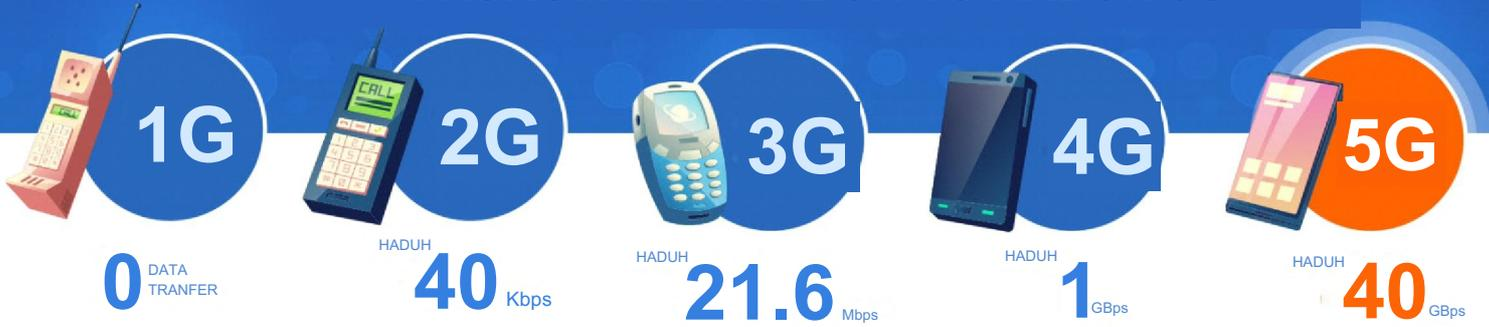 1G
0 DATA
TRANFER
CALL
2G
HADUH
40 Kbps
3G
HADUH
21.6 Mbps
4G
HADUH
1 GBps
5G
HADUH
40 GBps